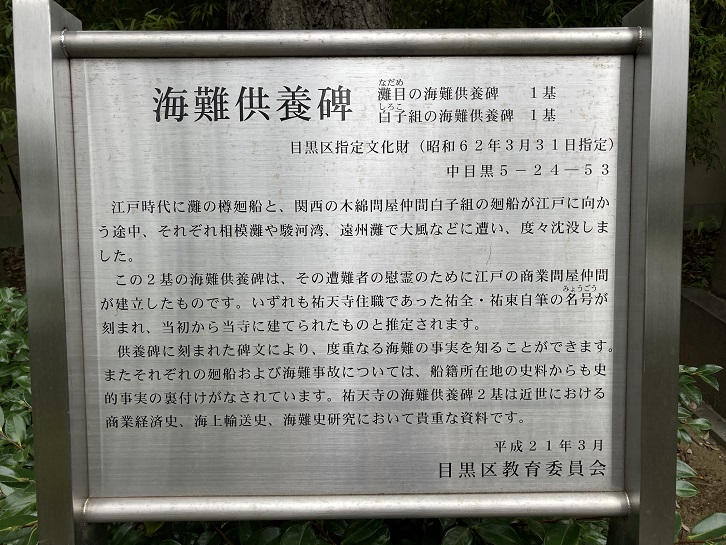 海難供養碑
なだめ
灘目の海難供養碑　1基
しろこ
白子組の海難供養碑　1基
目黒区指定文化財（昭和62年3月31日指定）
中目黒5－24－53
江戸時代に灘の樽廻船と、関西の木綿問屋仲間白子組の廻船が江戸に向か
う途中、それぞれ相模灘や駿河湾、遠州灘で大風などに遭い、度々沈没しま
した。
この2基の海難供養碑は、その遭難者の慰霊のために江戸の商業問屋仲間
が建立したものです。いずれも祐天寺住職であった祐全・祐東自筆の名号が
みょうごう
刻まれ、当初から当寺に建てられたものと推定されます。
供養碑に刻まれた碑文により、度重なる海難の事実を知ることができます。
またそれぞれの廻船および海難事故については、船籍所在地の史料からも史
的事実の裏付けがなされています。祐天寺の海難供養碑2基は近世における
商業経済史、海上輸送史、海難史研究において貴重な資料です。
平成21年3月
目黒区教育委員会